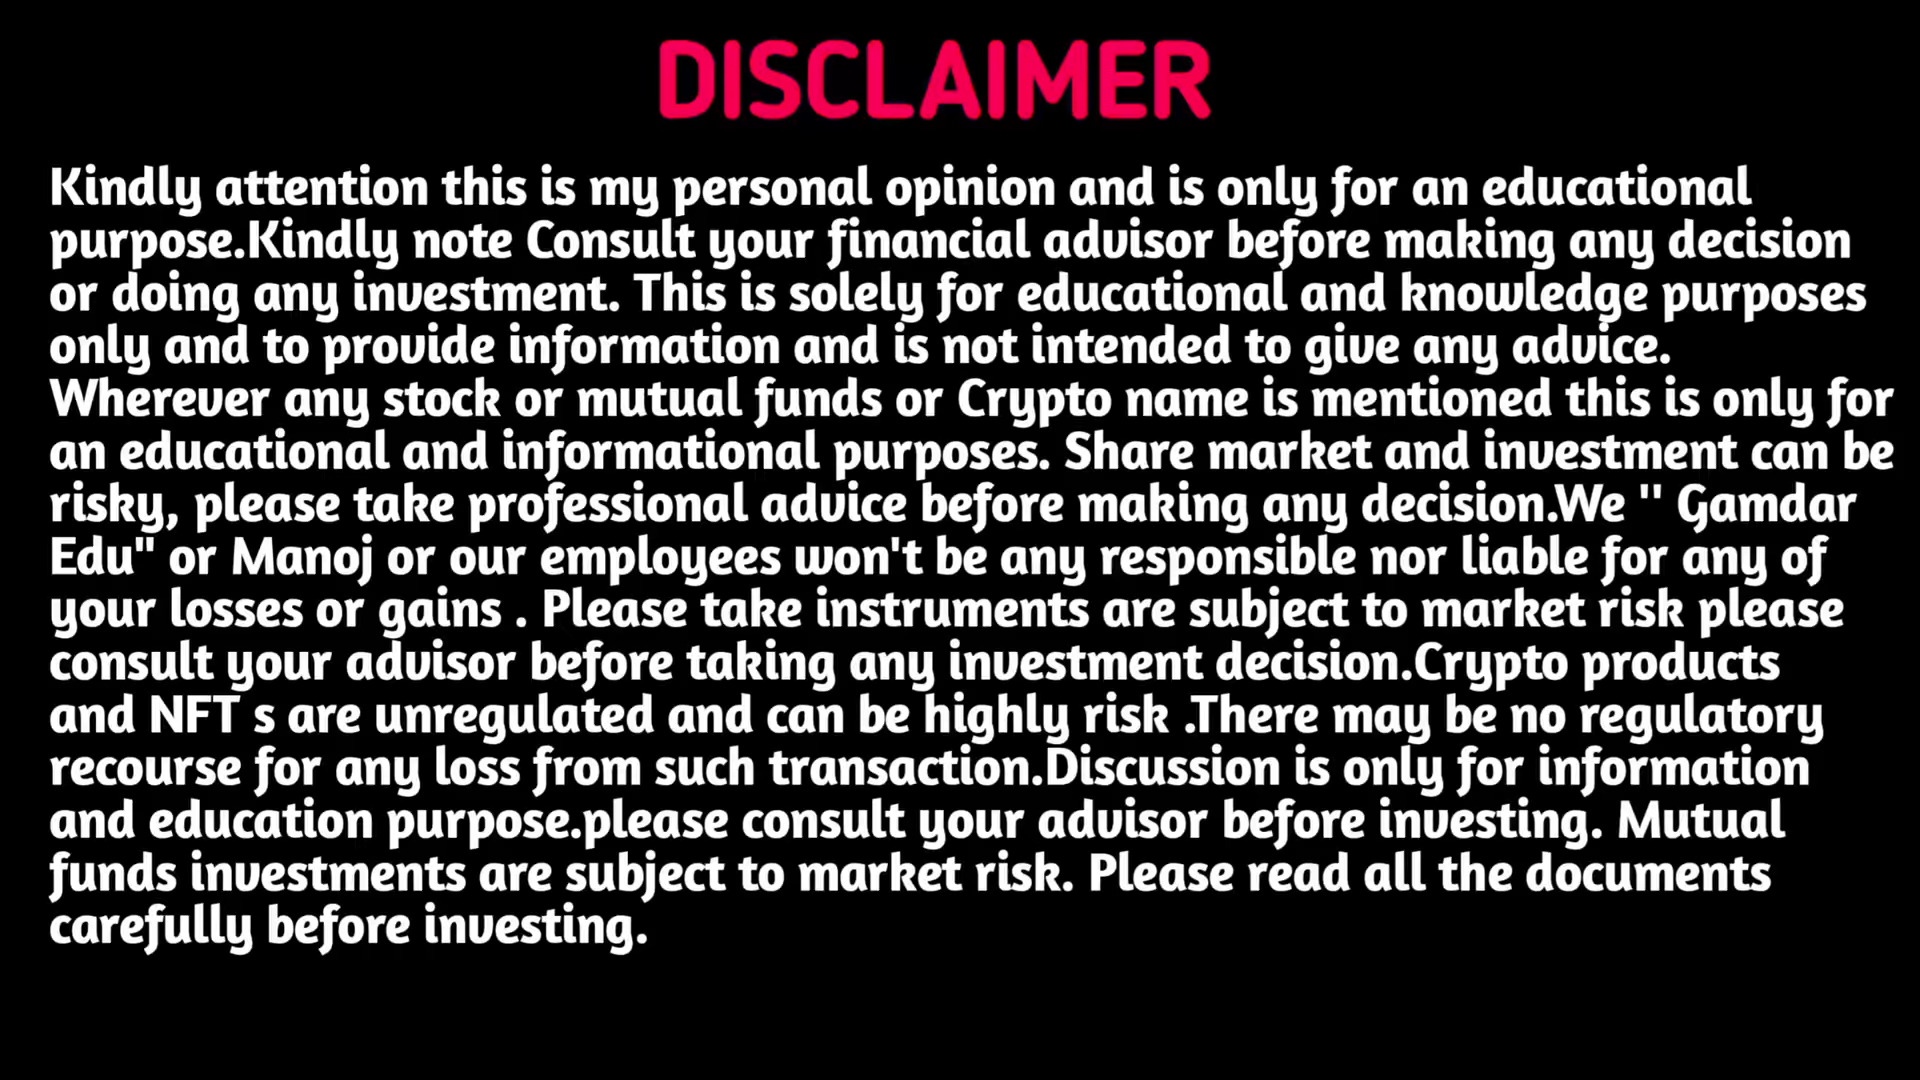 DISCLAIMER
Kindly attention this is my personal opinion and is only for an educational
purpose.Kindly note Consult your financial advisor before making any decision
or doing any investment. This is solely for educational and knowledge purposes
only and to provide information and is not intended to give any advice.
Wherever any stock or mutual funds or Crypto name is mentioned this is only for
an educational and informational purposes. Share market and investment can be
risky, please take professional advice before making any decision.We " Gamdar
Edu" or Manoj or our employees won't be any responsible nor liable for any of
your losses or gains . Please take instruments are subject to market risk please
consult your advisor before taking any investment decision.Crypto products
and NFT s are unregulated and can be highly risk .There may be no regulatory
recourse for any loss from such transaction.Discussion is only for information
and education purpose.please consult your advisor before investing. Mutual
funds investments are subject to market risk. Please read all the documents
carefully before investing.